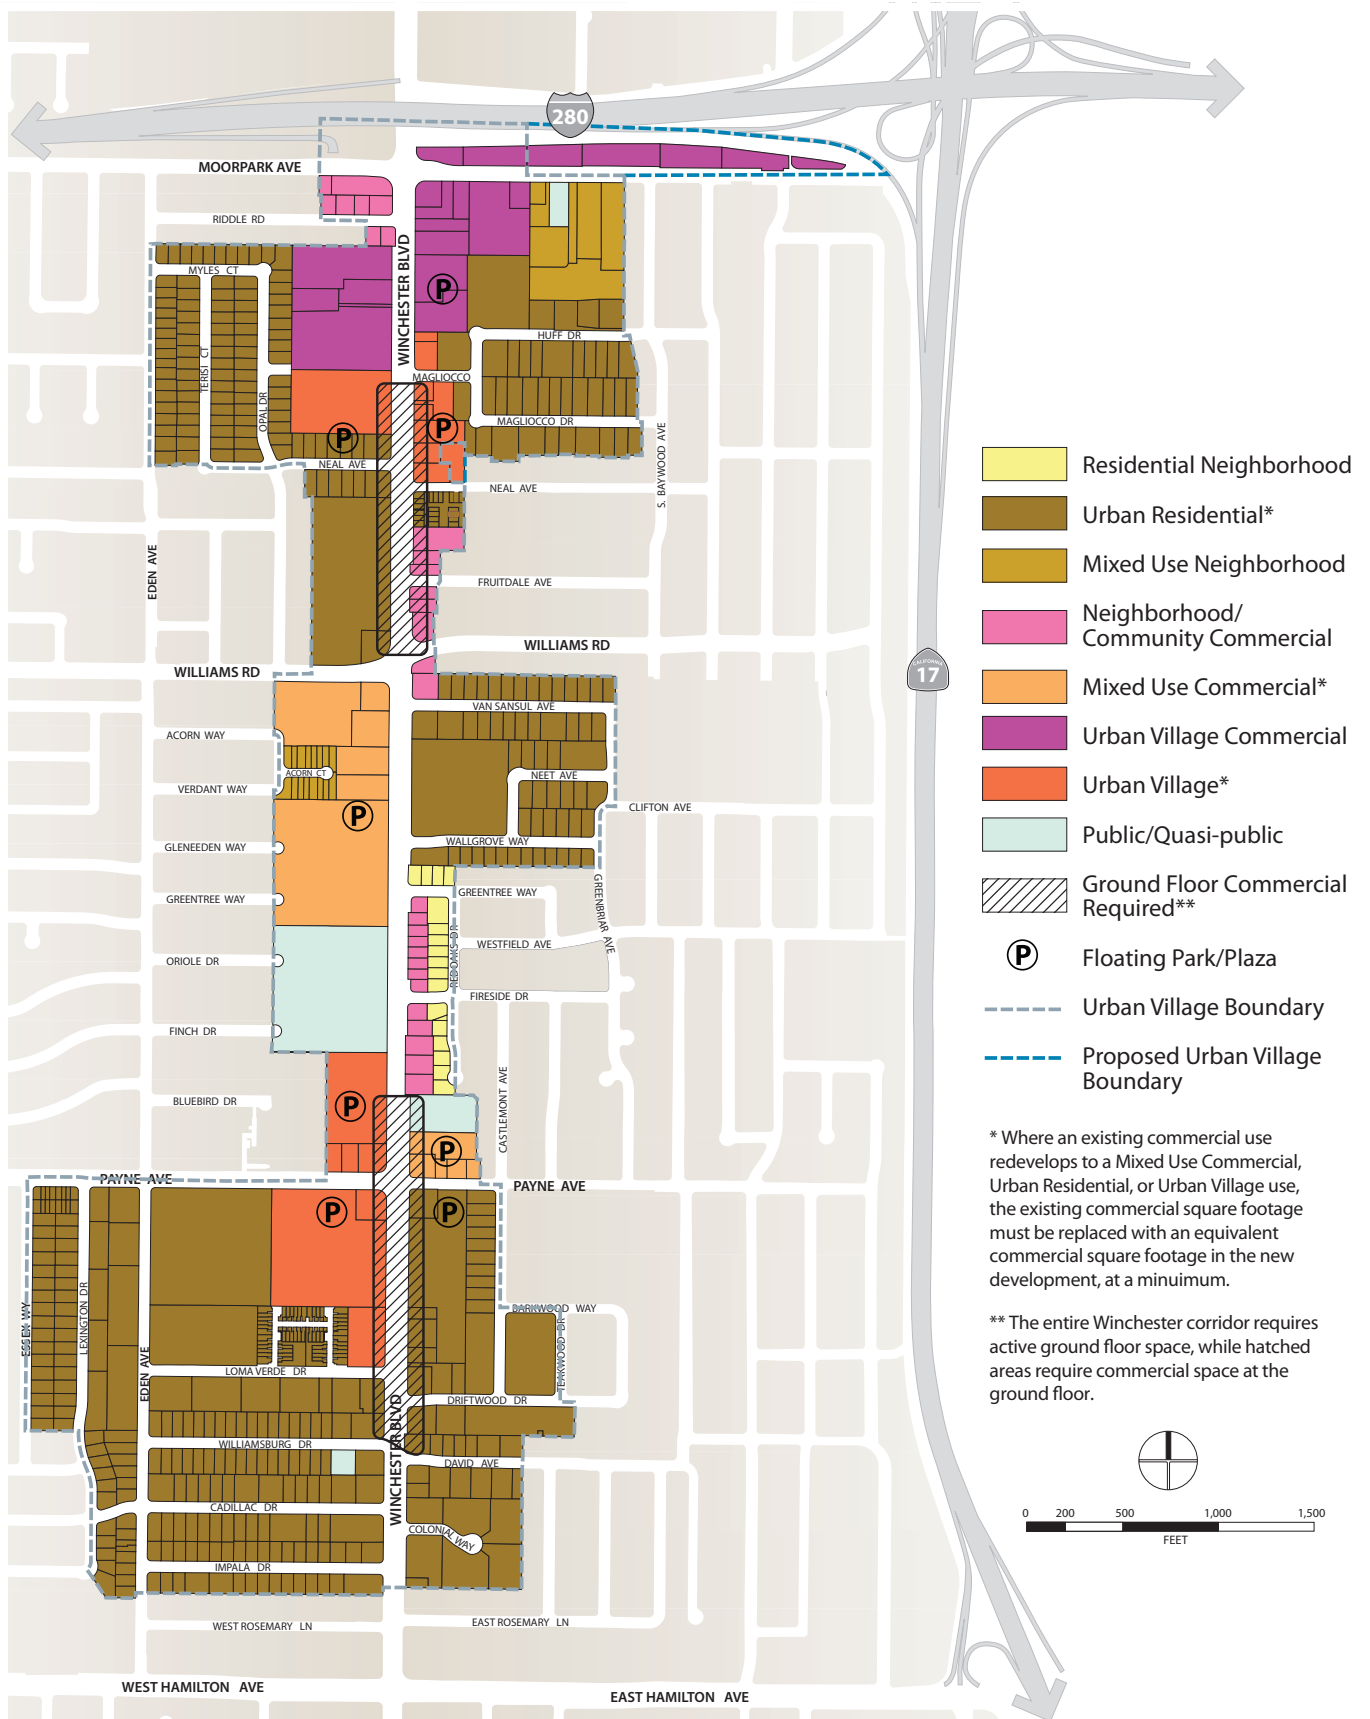 280
MOORPARK AVE
RIDDLE RD
WINCHESTER BLVD
MYLES CT
TERISI CT
OPAL DR
P
HUFF DR
MAGLIOCCO
MAGLIOCCO DR
P
P
NEAL AVE
NEAL AVE
S. BAYWOOD AVE
EDEN AVE
FRUITDALE AVE
WILLIAMS RD
WILLIAMS RD
CALIFORNIA
17
VAN SANSUL AVE
ACORN WAY
ACORN CT
NEET AVE
VERDANT WAY
CLIFTON AVE
P
GLENEEDEN WAY
WALLGROVE WAY
GREENTREE WAY
GREENTREE WAY
GREENBRIAR AVE
RED OAKS DR
WESTFIELD AVE
ORIOLE DR
FIRESIDE DR
FINCH DR
CASTLEMONT AVE
BLUEBIRD DR
P
P
PAYNE AVE
PAYNE AVE
P
P
ESSEX WY
LEXINGTON DR
EDEN AVE
DARKWOOD WAY
TEAKWOOD DR
LOMA VERDE DR
DRIFTWOOD DR
WINCHESTER BLVD
WILLIAMSBURG DR
DAVID AVE
CADILLAC DR
COLONIAL WAY
IMPALA DR
WEST ROSEMARY LN
EAST ROSEMARY LN
WEST HAMILTON AVE
EAST HAMILTON AVE
Residential Neighborhood
Urban Residential*
Mixed Use Neighborhood
Neighborhood/
Community Commercial
Mixed Use Commercial*
Urban Village Commercial
Urban Village*
Public/Quasi-public
Ground Floor Commercial
Required**
P
Floating Park/Plaza
Urban Village Boundary
Proposed Urban Village
Boundary
* Where an existing commercial use
redevelops to a Mixed Use Commercial,
Urban Residential, or Urban Village use,
the existing commercial square footage
must be replaced with an equivalent
commercial square footage in the new
development, at a minuimum.
** The entire Winchester corridor requires
active ground floor space, while hatched
areas require commercial space at the
ground floor.
0 200 500 1,000 1,500
FEET